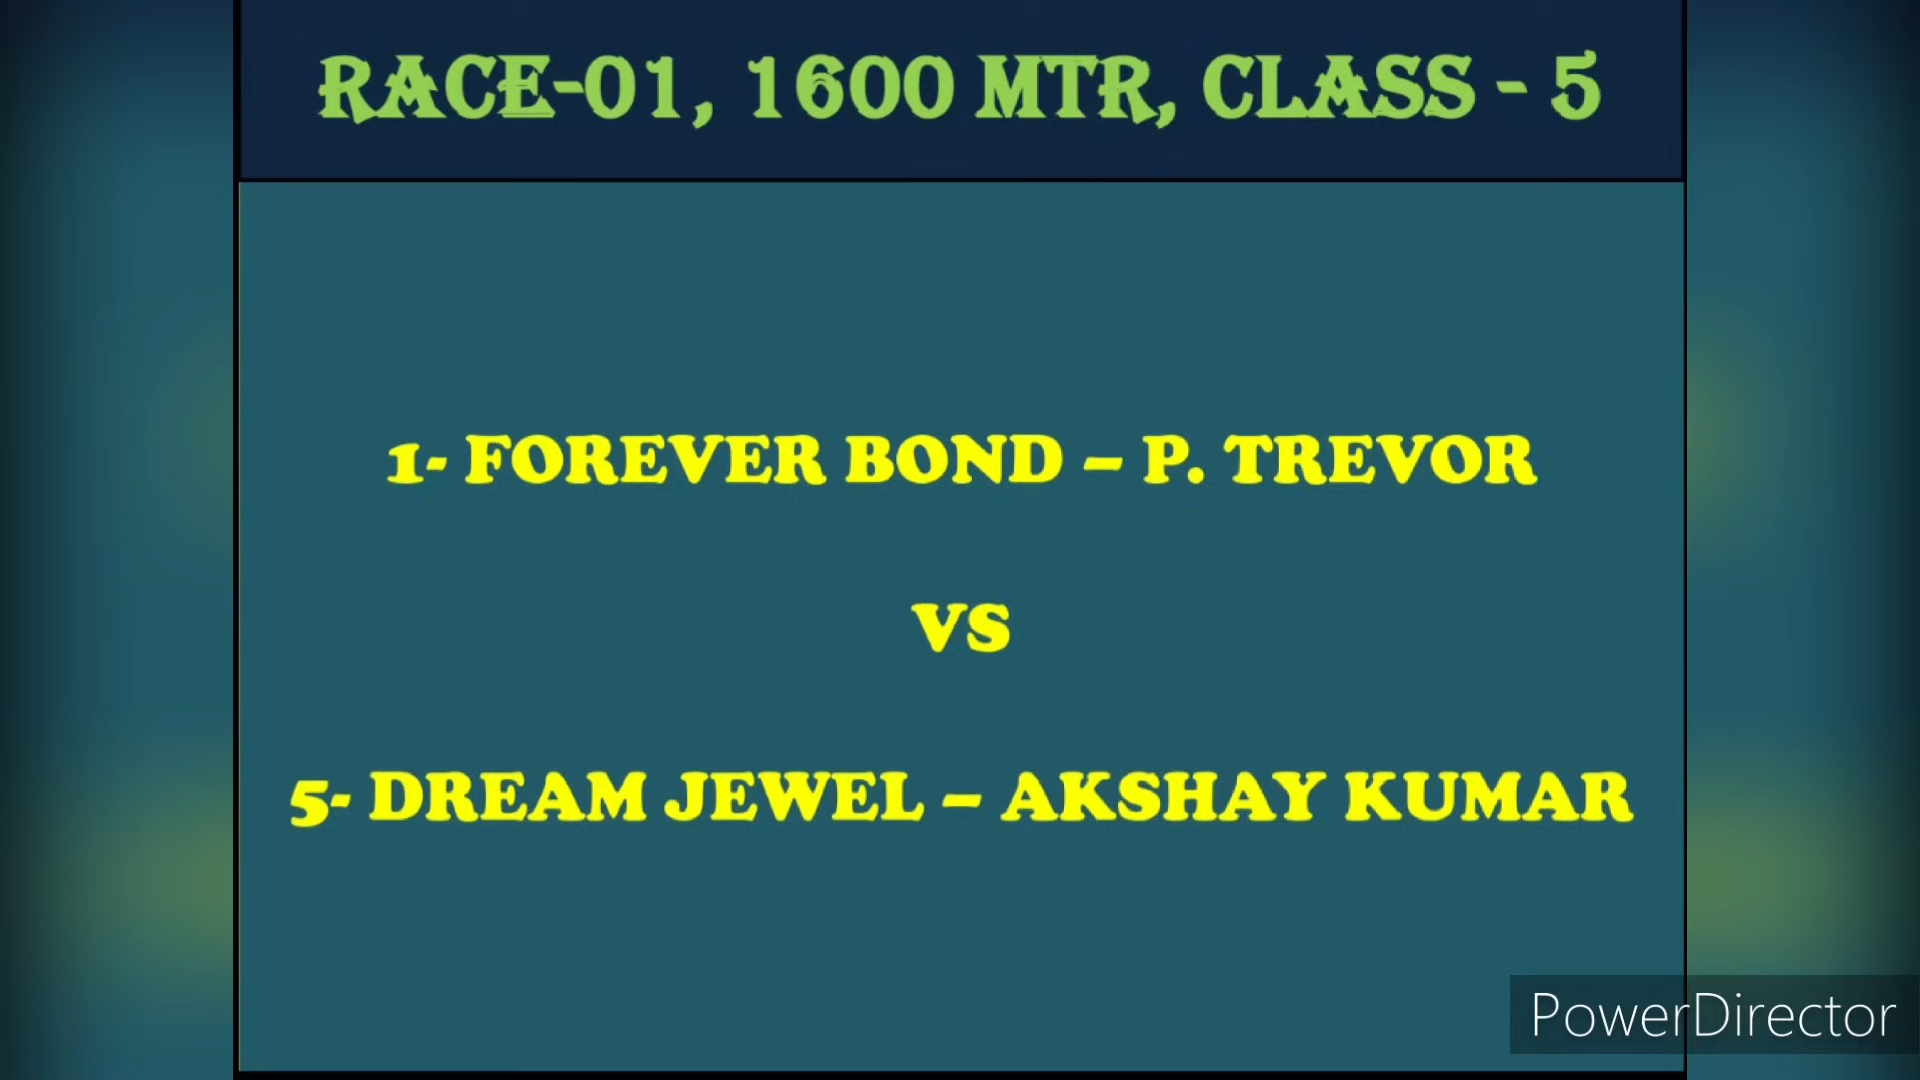 RACE-01, 1600 MTR, CLASS - 5
1- FOREVER BOND – P. TREVOR
VS
5- DREAM JEWEL – AKSHAY KUMAR
PowerDirector